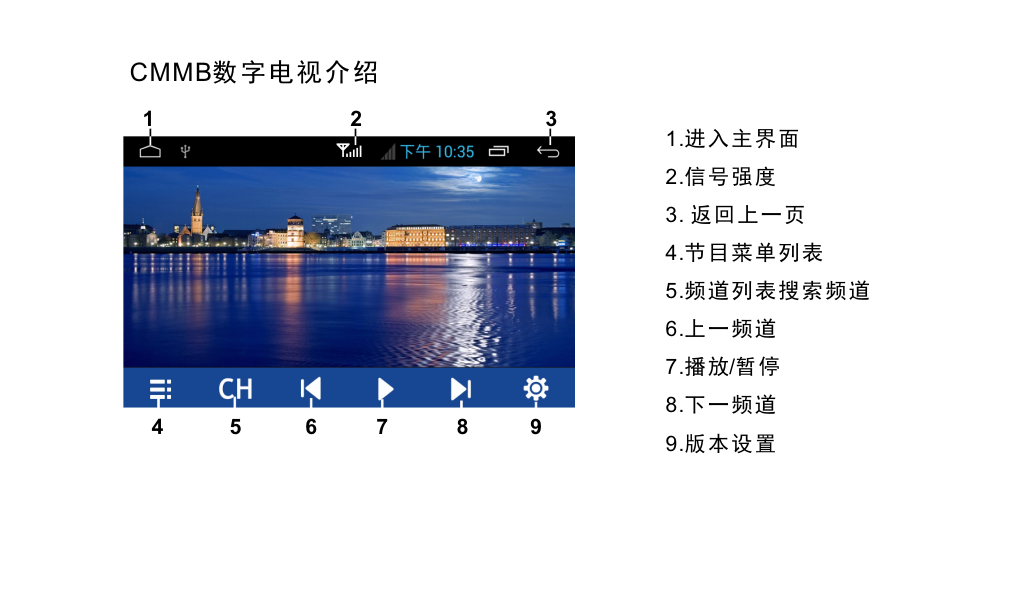 CMMB数字电视介绍
1 2 3
下午 10:35
CH
4 5 6 7 8 9
1.进入主界面
2.信号强度
3. 返回上一页
4.节目菜单列表
5.频道列表搜索频道
6.上一频道
7.播放/暂停
8.下一频道
9.版本设置